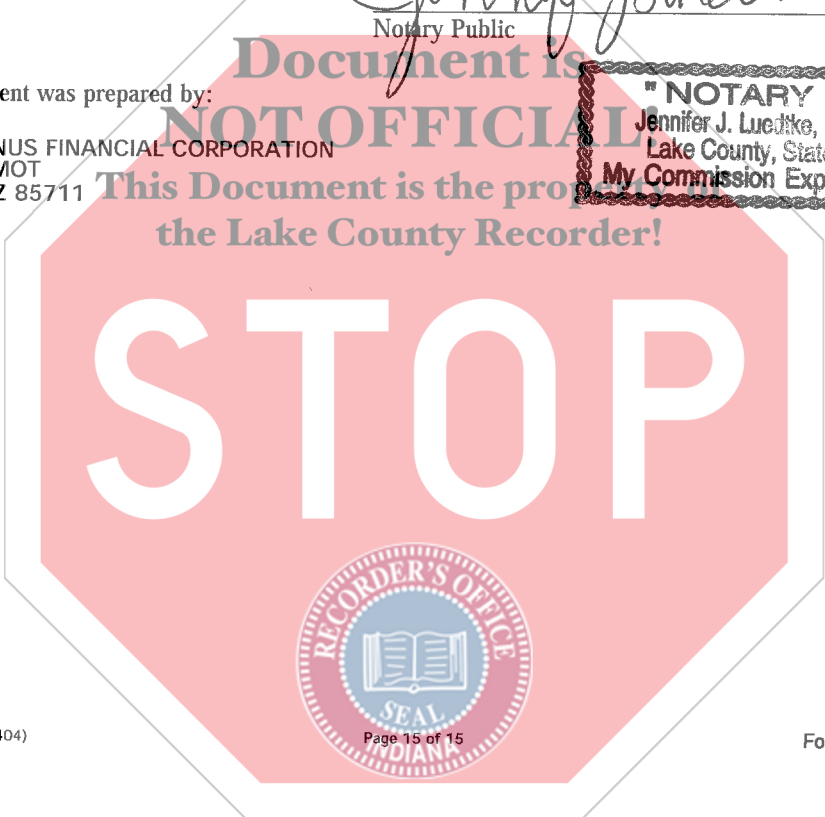 Notary Public
Document is
ent was prepared by:
NOT OFFICIAL!
NUS FINANCIAL CORPORATION
MOT
Z 85711
This Document is the property of
the Lake County Recorder!
" NOTARY
Jennifer J. Luedtke,
Lake County, State
My Commission Exp
STOP
RECORDER'S OFFICE
SEAL
INDIANA
404)
Page 15 of 15
Fo